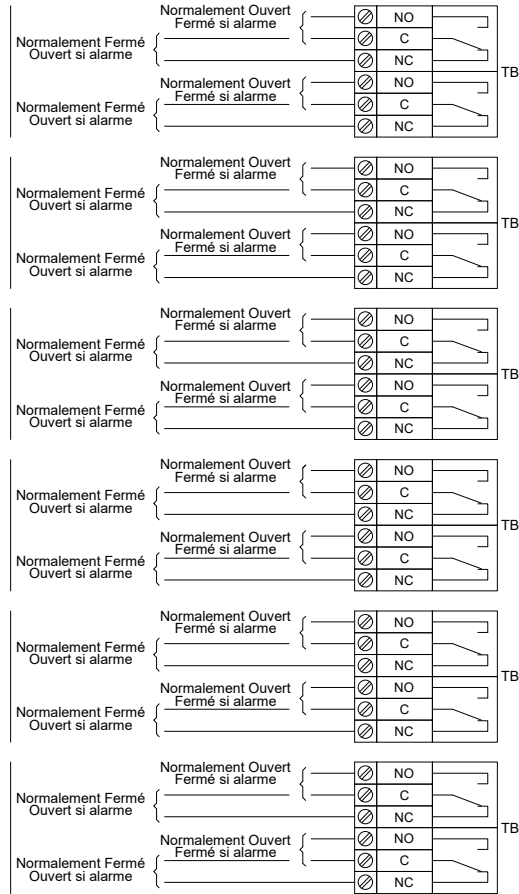 Normalement Ouvert
Fermé si alarme
NO
Normalement Fermé
Ouvert si alarme
C
NC
TB
Normalement Ouvert
Fermé si alarme
NO
Normalement Fermé
Ouvert si alarme
C
NC
Normalement Ouvert
Fermé si alarme
NO
Normalement Fermé
Ouvert si alarme
C
NC
TB
Normalement Ouvert
Fermé si alarme
NO
Normalement Fermé
Ouvert si alarme
C
NC
Normalement Ouvert
Fermé si alarme
NO
Normalement Fermé
Ouvert si alarme
C
NC
TB
Normalement Ouvert
Fermé si alarme
NO
Normalement Fermé
Ouvert si alarme
C
NC
Normalement Ouvert
Fermé si alarme
NO
Normalement Fermé
Ouvert si alarme
C
NC
TB
Normalement Ouvert
Fermé si alarme
NO
Normalement Fermé
Ouvert si alarme
C
NC
Normalement Ouvert
Fermé si alarme
NO
Normalement Fermé
Ouvert si alarme
C
NC
TB
Normalement Ouvert
Fermé si alarme
NO
Normalement Fermé
Ouvert si alarme
C
NC
Normalement Ouvert
Fermé si alarme
NO
Normalement Fermé
Ouvert si alarme
C
NC
TB
Normalement Ouvert
Fermé si alarme
NO
Normalement Fermé
Ouvert si alarme
C
NC